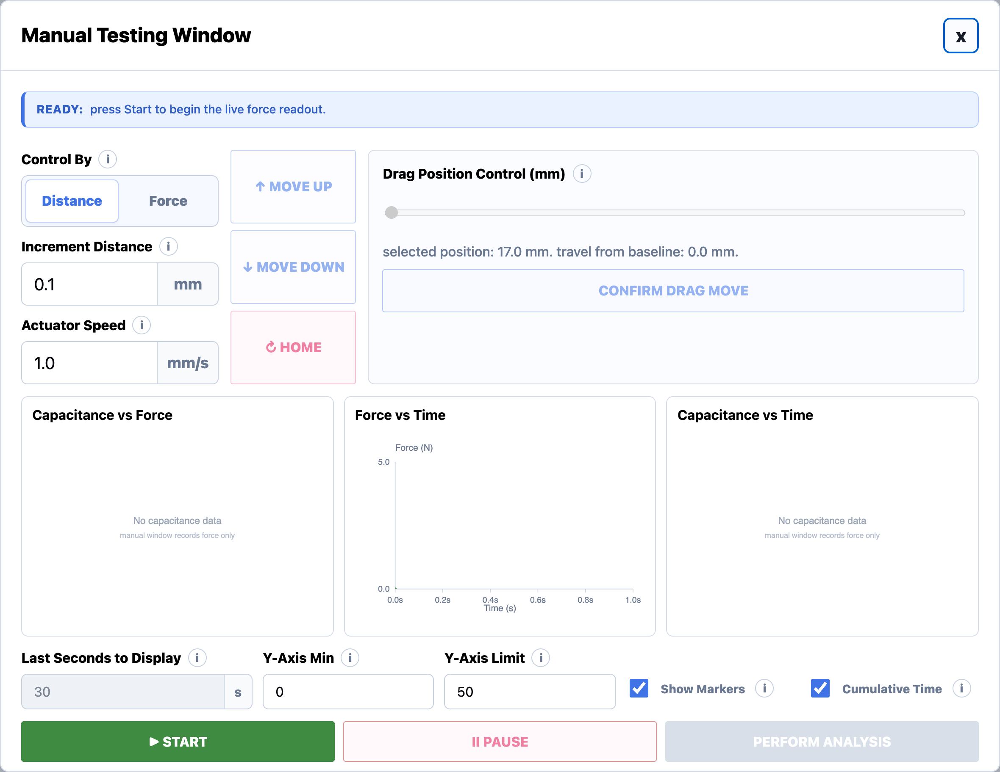 Manual Testing Window
x
READY: press Start to begin the live force readout.
Control By i
Distance Force
Increment Distance i
0.1 mm
Actuator Speed i
1.0 mm/s
↑ MOVE UP
↓ MOVE DOWN
↻ HOME
Drag Position Control (mm) i
selected position: 17.0 mm. travel from baseline: 0.0 mm.
CONFIRM DRAG MOVE
Capacitance vs Force
No capacitance data
manual window records force only
Force vs Time
Force (N)
5.0
0.0
0.0s 0.2s 0.4s 0.6s 0.8s 1.0s
Time (s)
Capacitance vs Time
No capacitance data
manual window records force only
Last Seconds to Display i
30 s
Y-Axis Min i
0
Y-Axis Limit i
50
Show Markers i
Cumulative Time i
START
PAUSE
PERFORM ANALYSIS